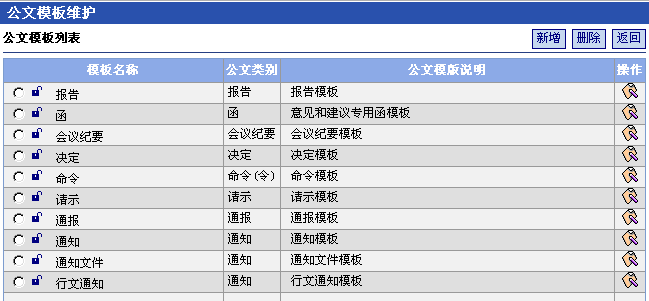 公文模板维护
公文模板列表 新增 删除 返回
模板名称 公文类别 公文模版说明 操作
报告 报告 报告模板
函 函 意见和建议专用函模板
会议纪要 会议纪要 会议纪要模板
决定 决定 决定模板
命令 命令(令) 命令模板
请示 请示 请示模板
通报 通报 通报模板
通知 通知 通知模板
通知文件 通知 通知文件模板
行文通知 通知 行文通知模板